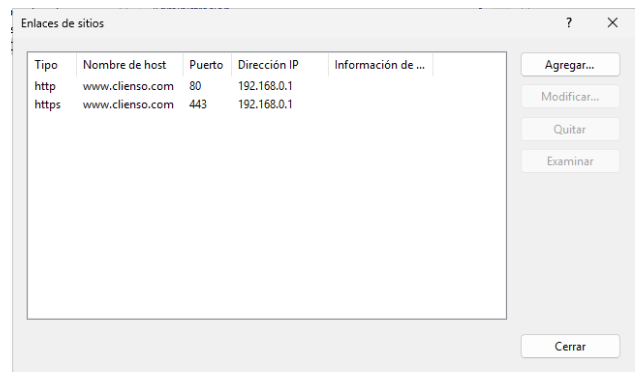 Enlaces de sitios ? ×
Tipo Nombre de host Puerto Dirección IP Información de ...
http www.clienso.com 80 192.168.0.1
https www.clienso.com 443 192.168.0.1
Agregar...
Modificar...
Quitar
Examinar
Cerrar